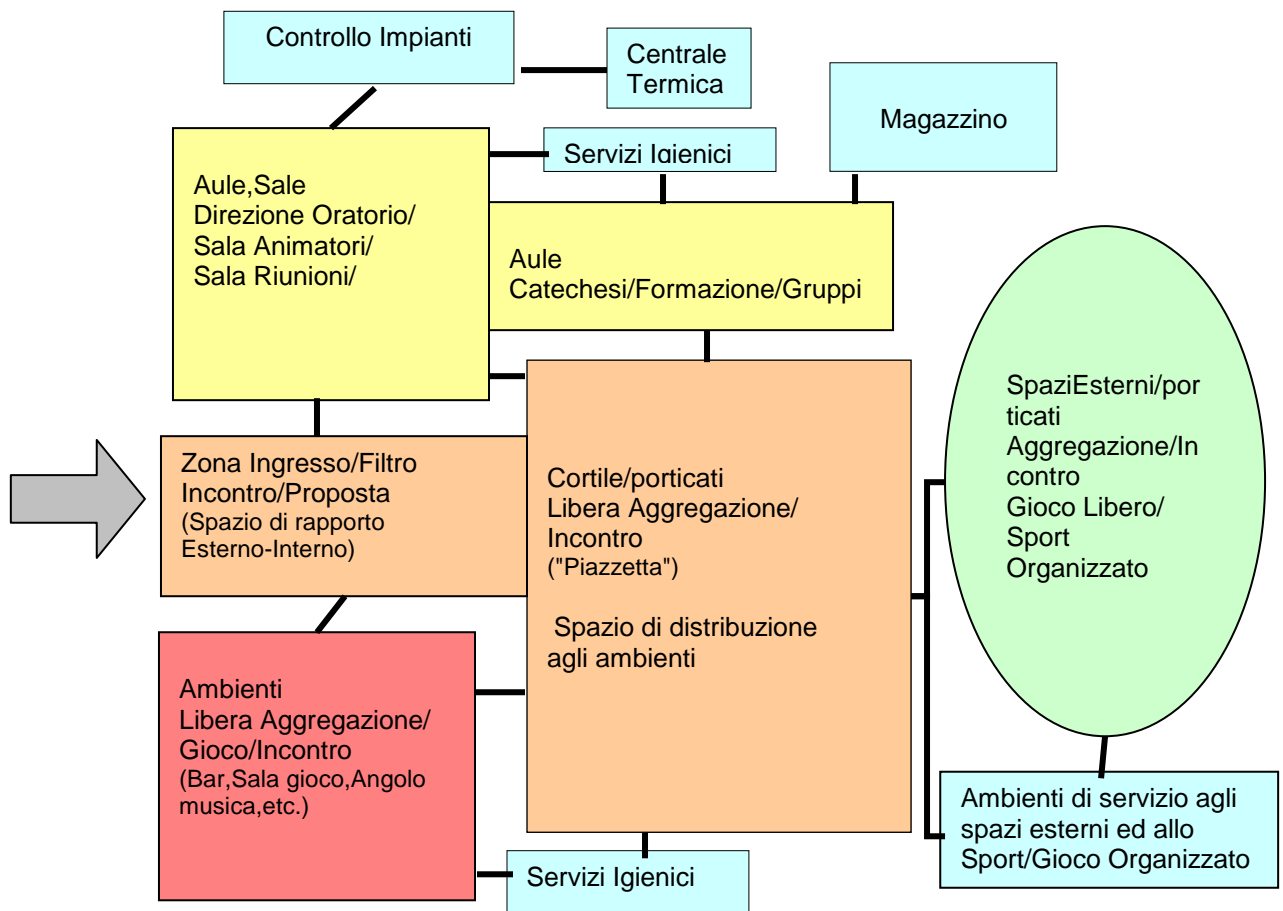 Controllo Impianti
Centrale
Termica
Magazzino
Servizi Igienici
Aule,Sale
Direzione Oratorio/
Sala Animatori/
Sala Riunioni/
Aule
Catechesi/Formazione/Gruppi
SpaziEsterni/por
ticati
Aggregazione/In
contro
Gioco Libero/
Sport
Organizzato
Zona Ingresso/Filtro
Incontro/Proposta
(Spazio di rapporto
Esterno-Interno)
Cortile/porticati
Libera Aggregazione/
Incontro
("Piazzetta")
Spazio di distribuzione
agli ambienti
Ambienti
Libera Aggregazione/
Gioco/Incontro
(Bar,Sala gioco,Angolo
musica,etc.)
Ambienti di servizio agli
spazi esterni ed allo
Sport/Gioco Organizzato
Servizi Igienici